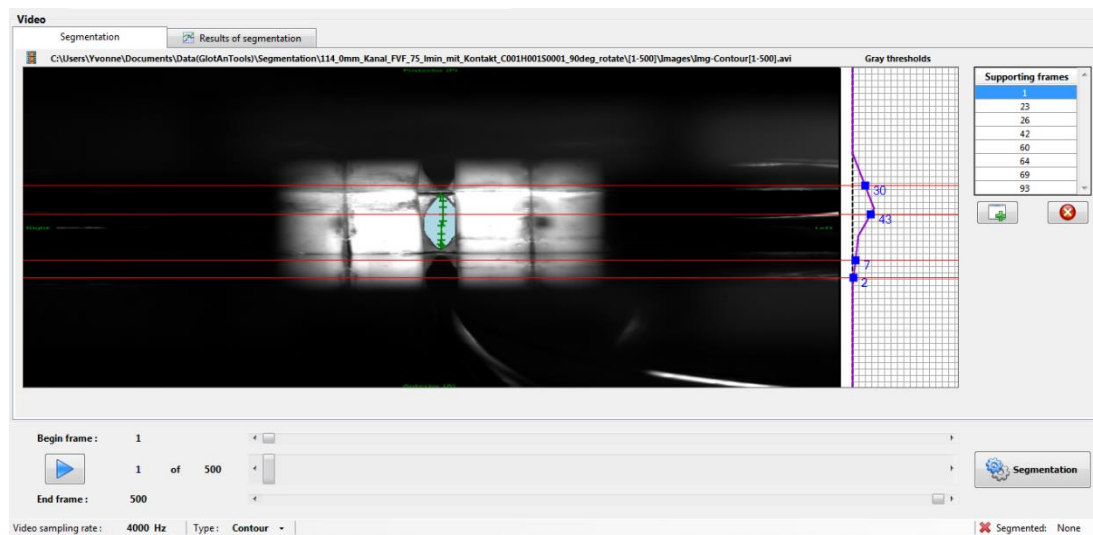 Video
Segmentation
Results of segmentation
C:\Users\Yvonne\Documents\Data(GlotAnTools)\Segmentation\114_0mm_Kanal_FVF_75_lmin_mit_Kontakt_C001H001S0001_90deg_rotate\[1-500]\Images\Img-Contour[1-500].avi
Gray thresholds
Supporting frames
1
23
26
42
60
64
69
93
30
43
7
2
Right
Left
Begin frame :
1
1 of 500
End frame :
500
Segmentation
Video sampling rate : 4000 Hz Type : Contour
Segmented: None